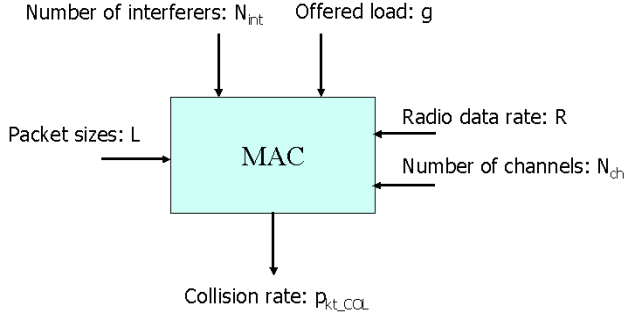 Number of interferers: N_int Offered load: g
Radio data rate: R
Packet sizes: L
MAC
Number of channels: N_ch
Collision rate: p_kt_COL